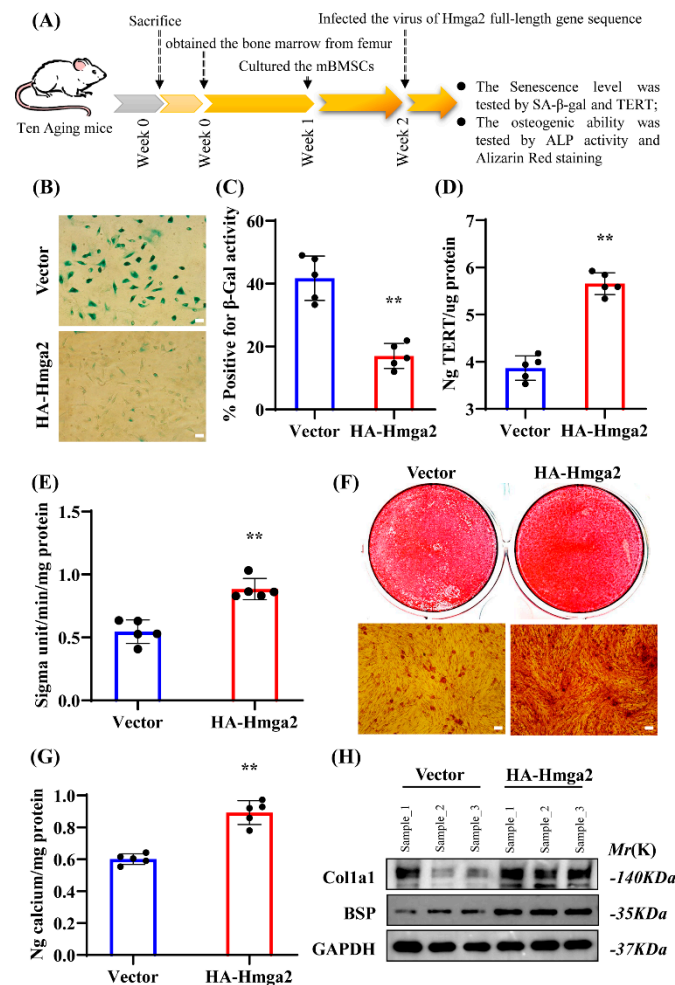 (A)
Sacrifice
Infected the virus of Hmga2 full-length gene sequence
obtained the bone marrow from femur
Cultured the mBMSCs
Ten Aging mice
Week 0
Week 0
Week 1
Week 2
● The Senescence level was
tested by SA-β-gal and TERT;
● The osteogenic ability was
tested by ALP activity and
Alizarin Red staining
(B)
Vector
HA-Hmga2
(C)
% Positive for β-Gal activity
60
40
20
0
**
Vector HA-Hmga2
(D)
Ng TERT/ug protein
7
6
5
4
3
**
Vector HA-Hmga2
(E)
Sigma unit/min/mg protein
1.5
1.0
0.5
0.0
**
Vector HA-Hmga2
(F)
Vector HA-Hmga2
(G)
Ng calcium/mg protein
1.0
0.8
0.6
0.4
0.2
0.0
**
Vector HA-Hmga2
(H)
Vector HA-Hmga2
Sample_1 Sample_2 Sample_3 Sample_1 Sample_2 Sample_3
Mr(K)
Col1a1 -140KDa
BSP -35KDa
GAPDH -37KDa